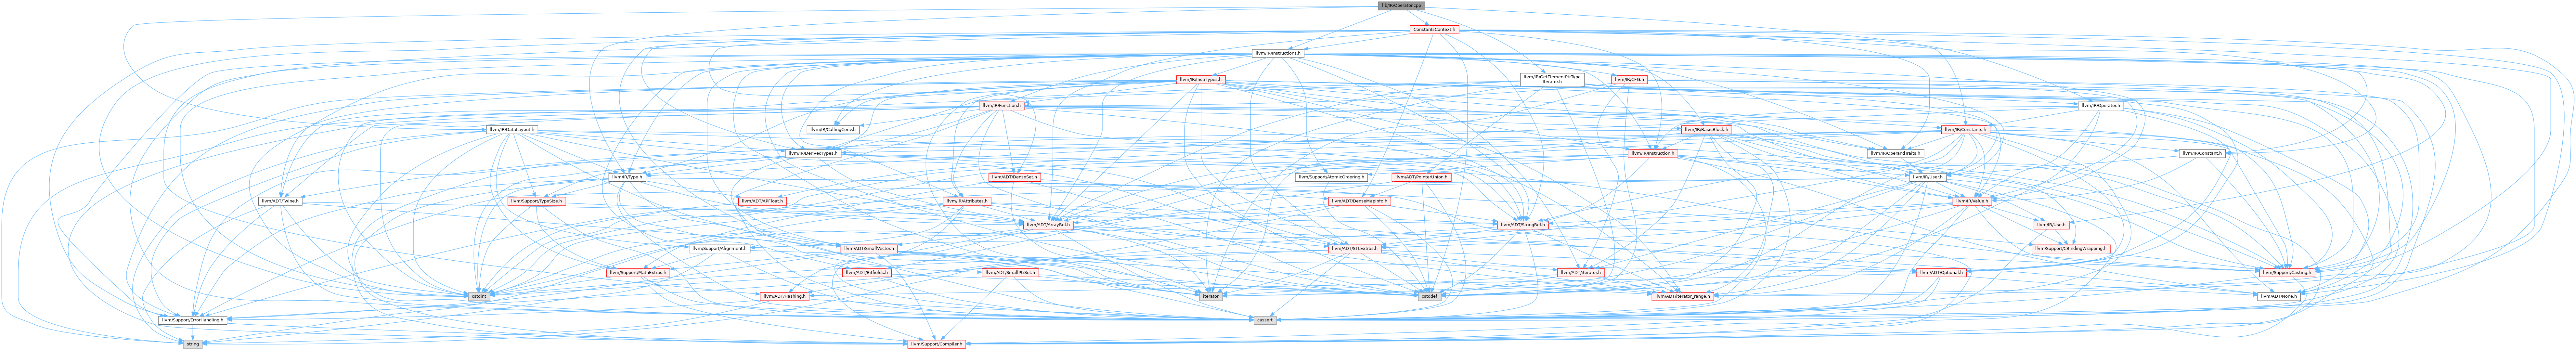 lib/IR/Operator.cpp
ConstantsContext.h
llvm/IR/Instructions.h
llvm/IR/InstrTypes.h
llvm/IR/GetElementPtrType
Iterator.h
llvm/IR/CFG.h
llvm/IR/Function.h
llvm/IR/Operator.h
llvm/IR/DataLayout.h
llvm/IR/CallingConv.h
llvm/IR/BasicBlock.h
llvm/IR/Constants.h
llvm/IR/DerivedTypes.h
llvm/IR/Instruction.h
llvm/IR/OperandTraits.h
llvm/IR/Constant.h
llvm/IR/Type.h
llvm/ADT/DenseSet.h
llvm/Support/AtomicOrdering.h
llvm/ADT/PointerUnion.h
llvm/IR/User.h
llvm/ADT/Twine.h
llvm/Support/TypeSize.h
llvm/ADT/APFloat.h
llvm/IR/Attributes.h
llvm/ADT/DenseMapInfo.h
llvm/IR/Value.h
llvm/ADT/ArrayRef.h
llvm/ADT/StringRef.h
llvm/IR/Use.h
llvm/Support/Alignment.h
llvm/ADT/SmallVector.h
llvm/ADT/STLExtras.h
llvm/Support/CBindingWrapping.h
llvm/Support/MathExtras.h
llvm/ADT/Bitfields.h
llvm/ADT/SmallPtrSet.h
llvm/ADT/iterator.h
llvm/ADT/Optional.h
llvm/Support/Casting.h
cstdint
llvm/ADT/Hashing.h
iterator
cstddef
llvm/ADT/iterator_range.h
llvm/ADT/None.h
llvm/Support/ErrorHandling.h
cassert
string
llvm/Support/Compiler.h